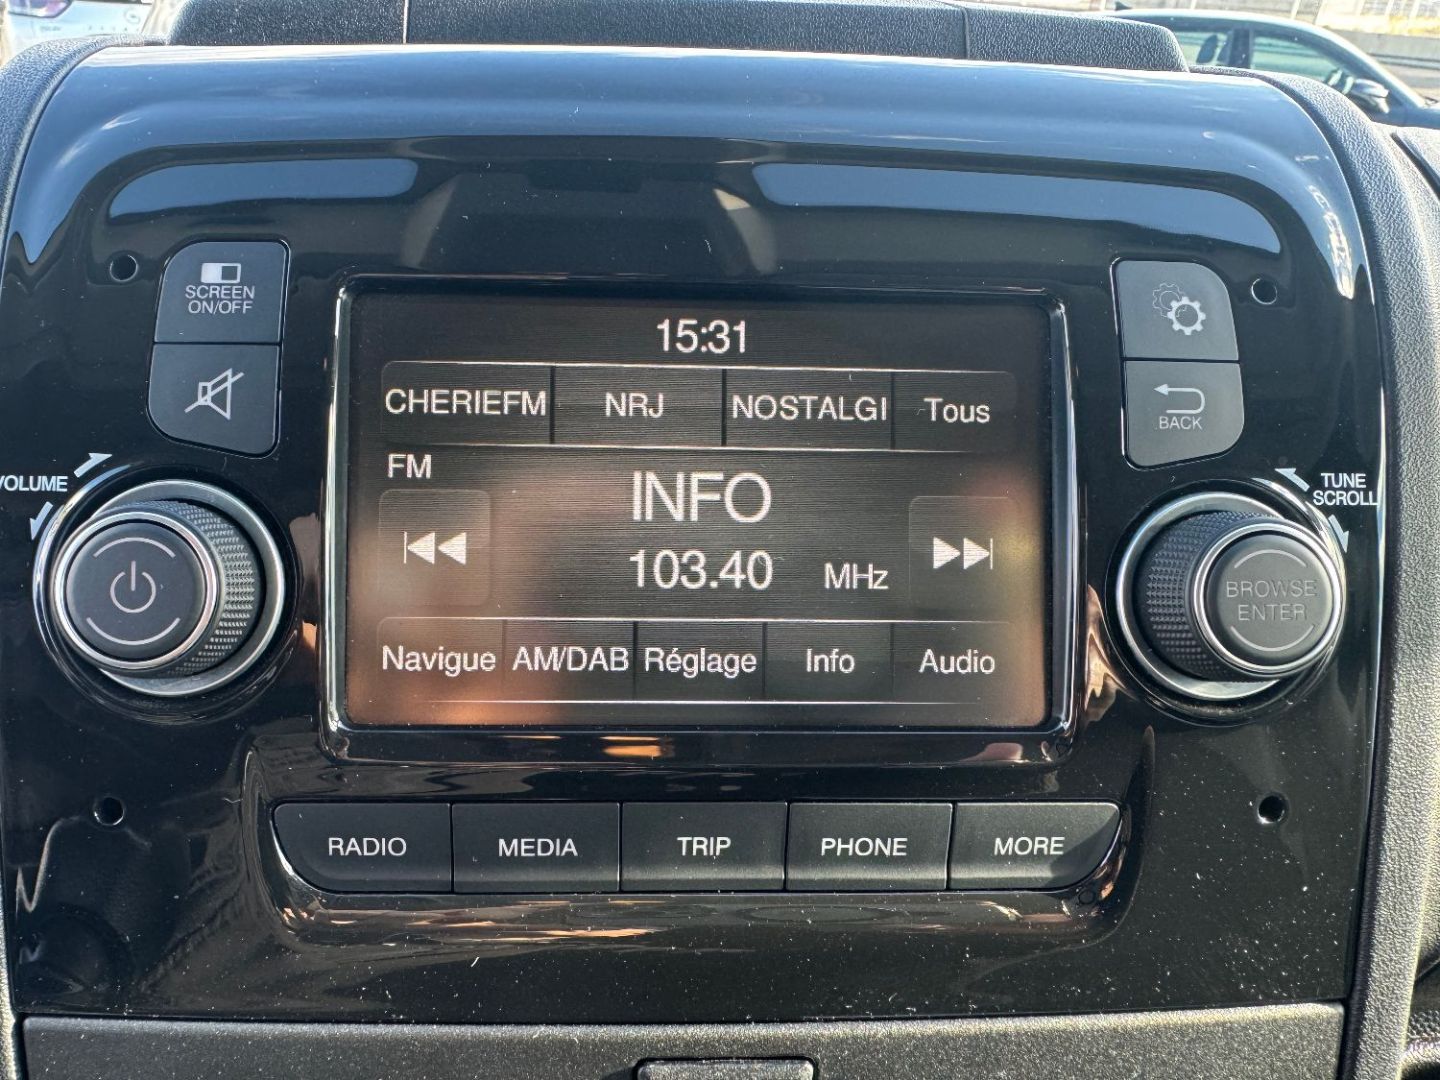 SCREEN
ON/OFF
VOLUME
15:31
CHERIEFM NRJ NOSTALGI Tous
FM
INFO
103.40 MHz
Navigue AM/DAB Réglage Info Audio
BACK
TUNE
SCROLL
BROWSE
ENTER
RADIO MEDIA TRIP PHONE MORE